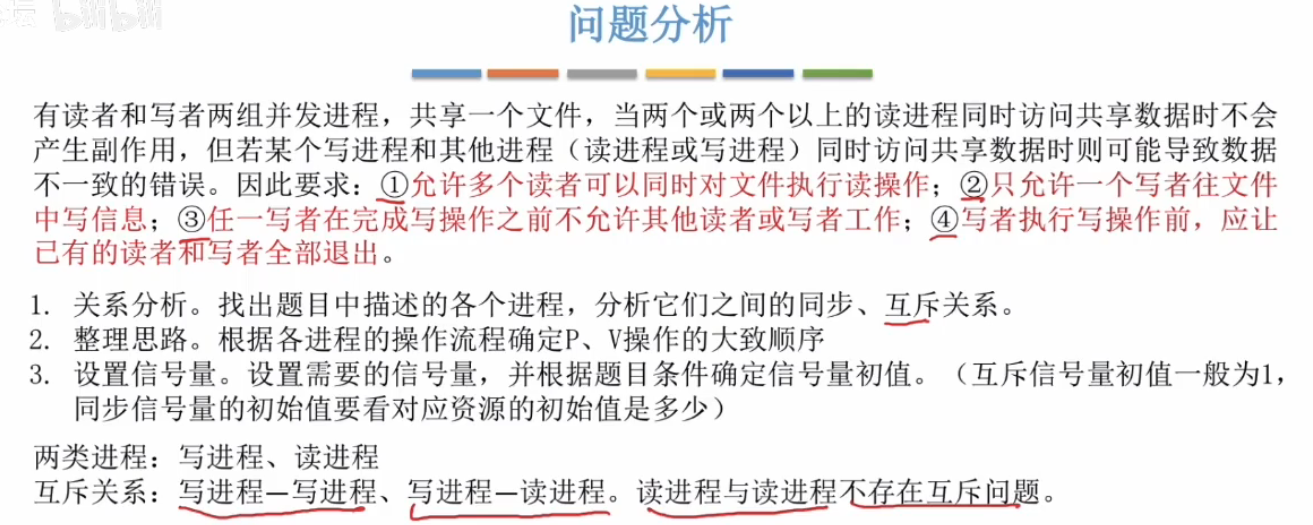 bilibili
问题分析
有读者和写者两组并发进程，共享一个文件，当两个或两个以上的读进程同时访问共享数据时不会
产生副作用，但若某个写进程和其他进程（读进程或写进程）同时访问共享数据时则可能导致数据
不一致的错误。因此要求：①允许多个读者可以同时对文件执行读操作；②只允许一个写者往文件
中写信息；③任一写者在完成写操作之前不允许其他读者或写者工作；④写者执行写操作前，应让
已有的读者和写者全部退出。
1. 关系分析。找出题目中描述的各个进程，分析它们之间的同步、互斥关系。
2. 整理思路。根据各进程的操作流程确定P、V操作的大致顺序
3. 设置信号量。设置需要的信号量，并根据题目条件确定信号量初值。（互斥信号量初值一般为1，
同步信号量的初始值要看对应资源的初始值是多少）
两类进程：写进程、读进程
互斥关系：写进程—写进程、写进程—读进程。读进程与读进程不存在互斥问题。